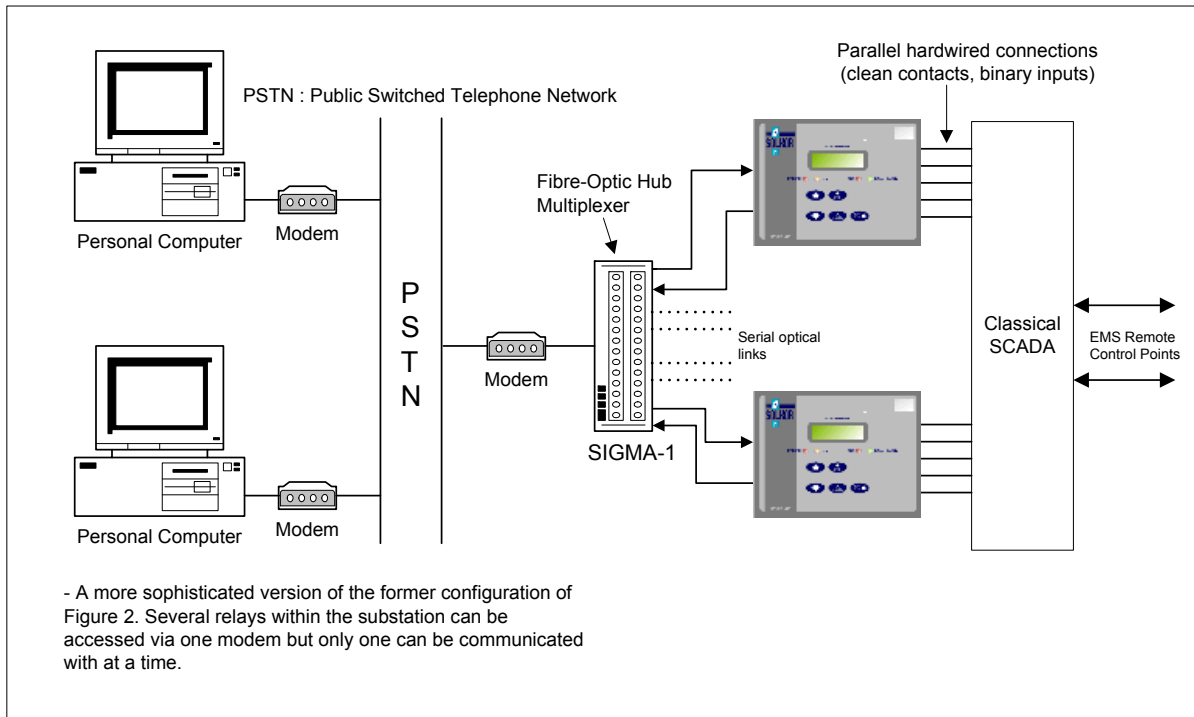 Parallel hardwired connections
(clean contacts, binary inputs)
PSTN : Public Switched Telephone Network
Fibre-Optic Hub
Multiplexer
Personal Computer
Modem
P
S
T
N
Modem
SIGMA-1
Serial optical
links
SOLKOR
SOLKOR
Classical
SCADA
EMS Remote
Control Points
Personal Computer
Modem
- A more sophisticated version of the former configuration of
Figure 2. Several relays within the substation can be
accessed via one modem but only one can be communicated
with at a time.